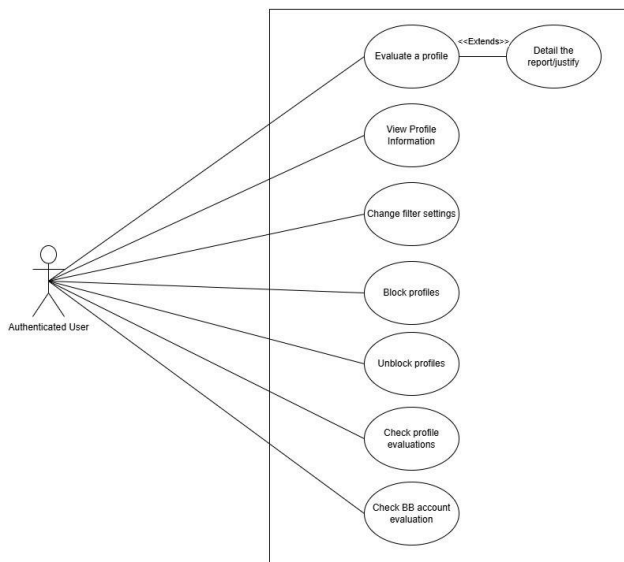 Evaluate a profile
<<Extends>>
Detail the
report/justify
View Profile
Information
Change filter settings
Block profiles
Authenticated User
Unblock profiles
Check profile
evaluations
Check BB account
evaluation